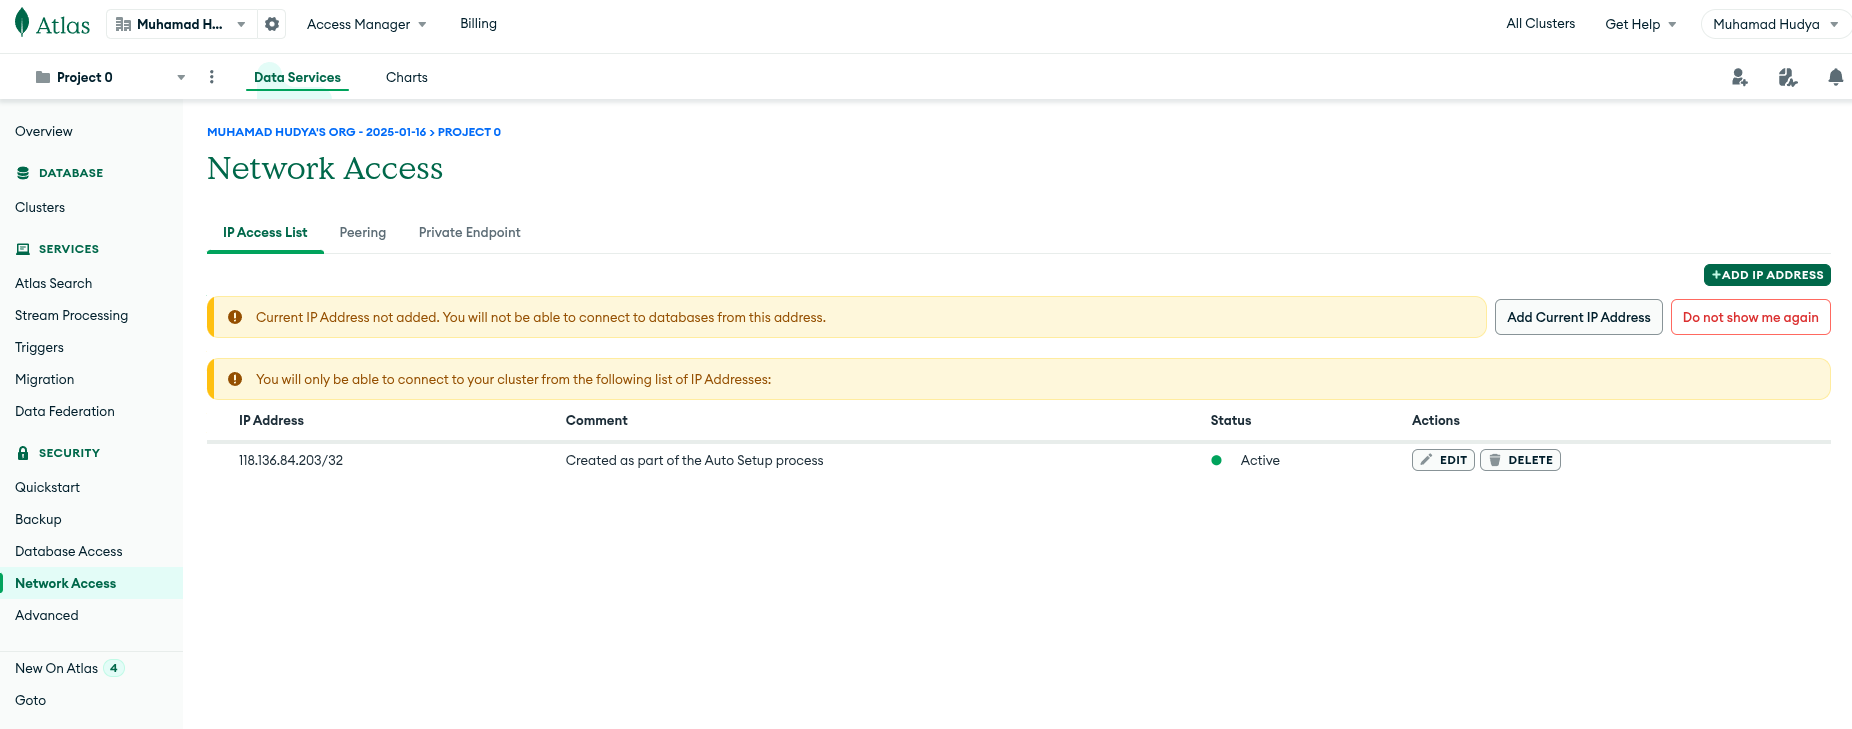 Atlas
Muhamad H...
Access Manager
Billing
All Clusters
Get Help
Muhamad Hudya
Project 0
Data Services
Charts
Overview
DATABASE
Clusters
SERVICES
Atlas Search
Stream Processing
Triggers
Migration
Data Federation
SECURITY
Quickstart
Backup
Database Access
Network Access
Advanced
New On Atlas 4
Goto
MUHAMAD HUDYA'S ORG - 2025-01-16 > PROJECT 0
Network Access
IP Access List
Peering
Private Endpoint
+ADD IP ADDRESS
Current IP Address not added. You will not be able to connect to databases from this address.
Add Current IP Address
Do not show me again
You will only be able to connect to your cluster from the following list of IP Addresses:
IP Address Comment Status Actions
118.136.84.203/32 Created as part of the Auto Setup process Active EDIT DELETE